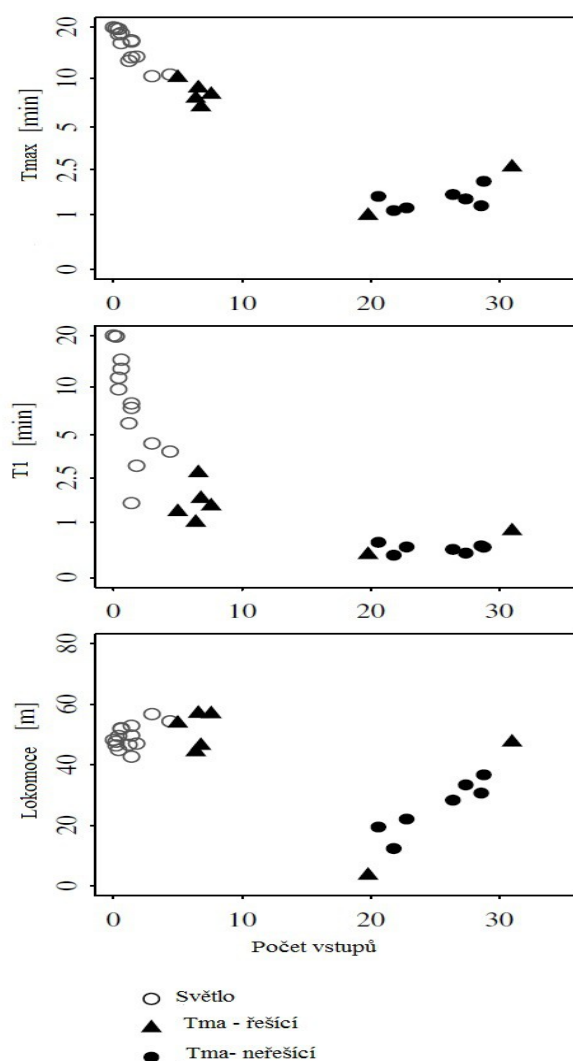 20
10
5
2.5
1
0
Tmax [min]
0 10 20 30
20
10
5
2.5
1
0
T1 [min]
0 10 20 30
80
60
40
20
0
Lokomoce [m]
0 10 20 30
Počet vstupů
Světlo
Tma - řešící
Tma- neřešící